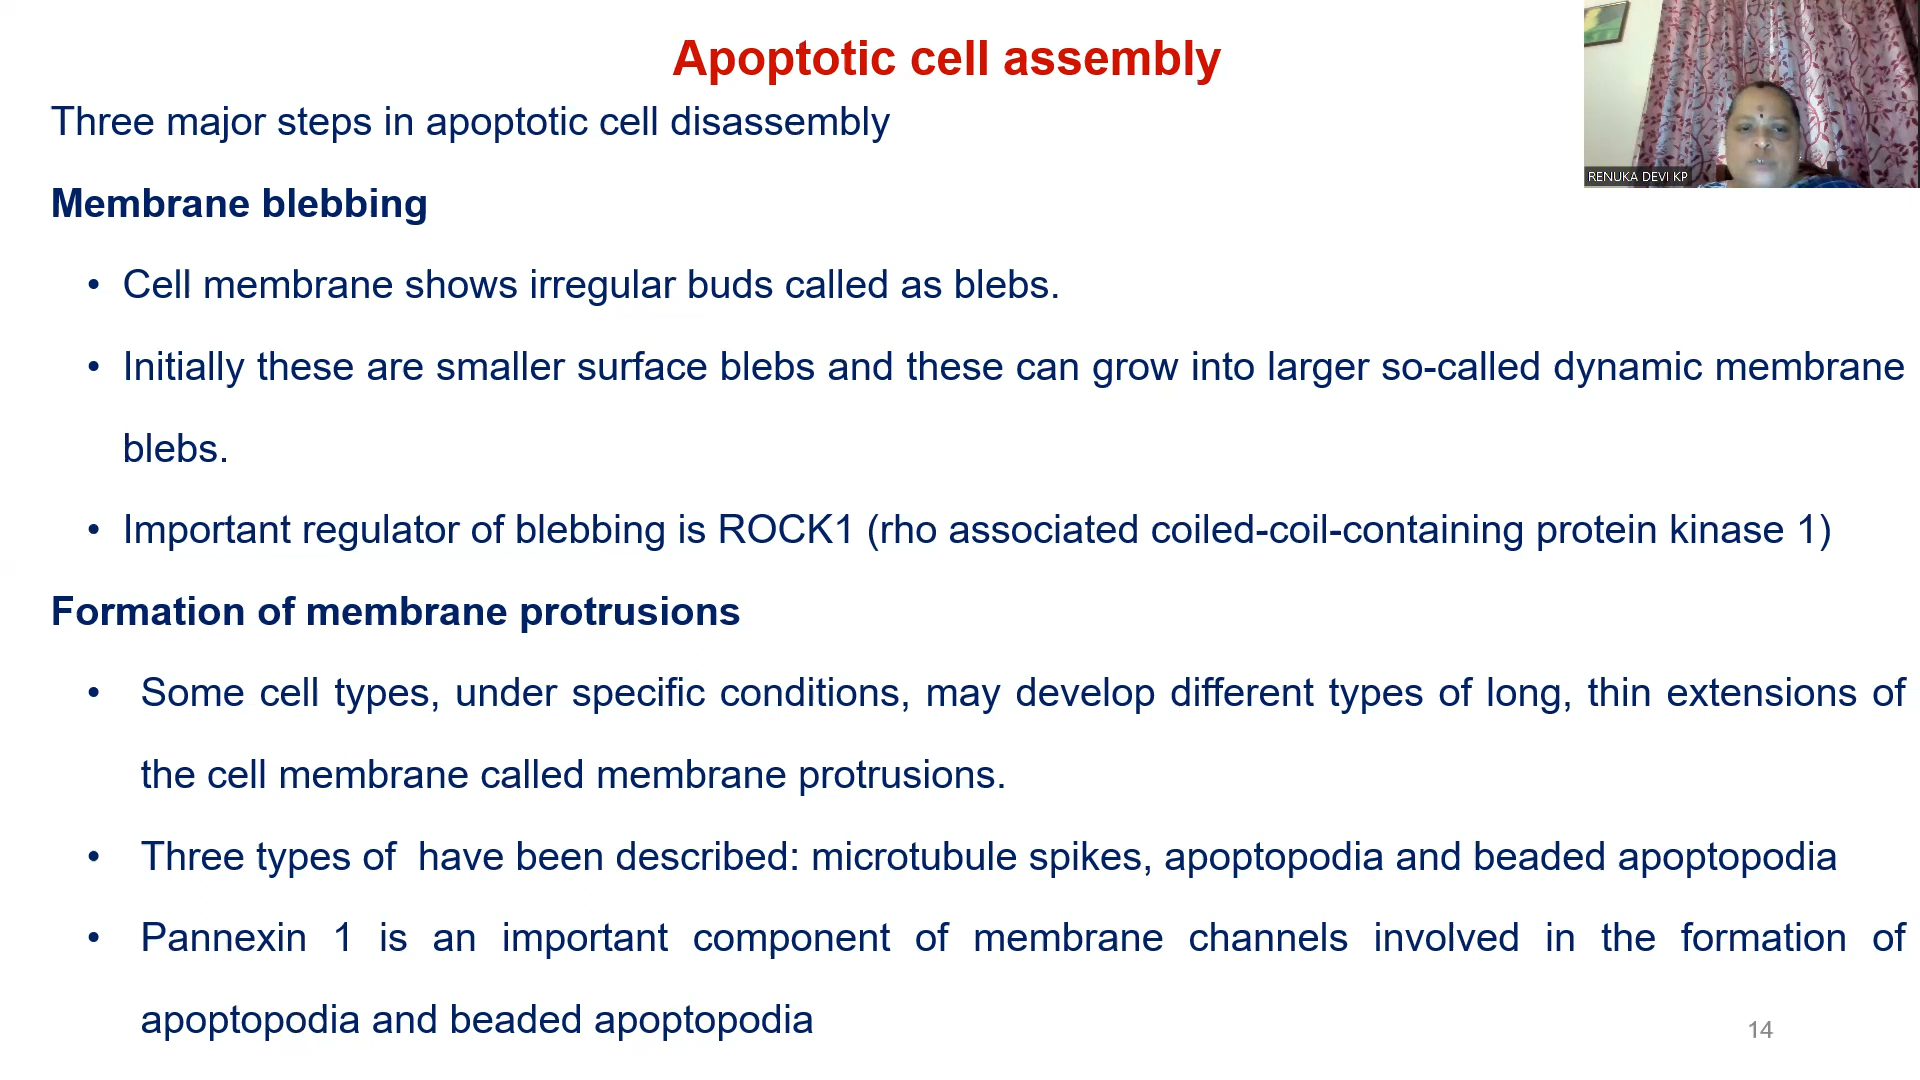 Apoptotic cell assembly
Three major steps in apoptotic cell disassembly
RENUKA DEVI KP
Membrane blebbing
• Cell membrane shows irregular buds called as blebs.
• Initially these are smaller surface blebs and these can grow into larger so-called dynamic membrane
blebs.
• Important regulator of blebbing is ROCK1 (rho associated coiled-coil-containing protein kinase 1)
Formation of membrane protrusions
• Some cell types, under specific conditions, may develop different types of long, thin extensions of
the cell membrane called membrane protrusions.
• Three types of have been described: microtubule spikes, apoptopodia and beaded apoptopodia
• Pannexin 1 is an important component of membrane channels involved in the formation of
apoptopodia and beaded apoptopodia
14